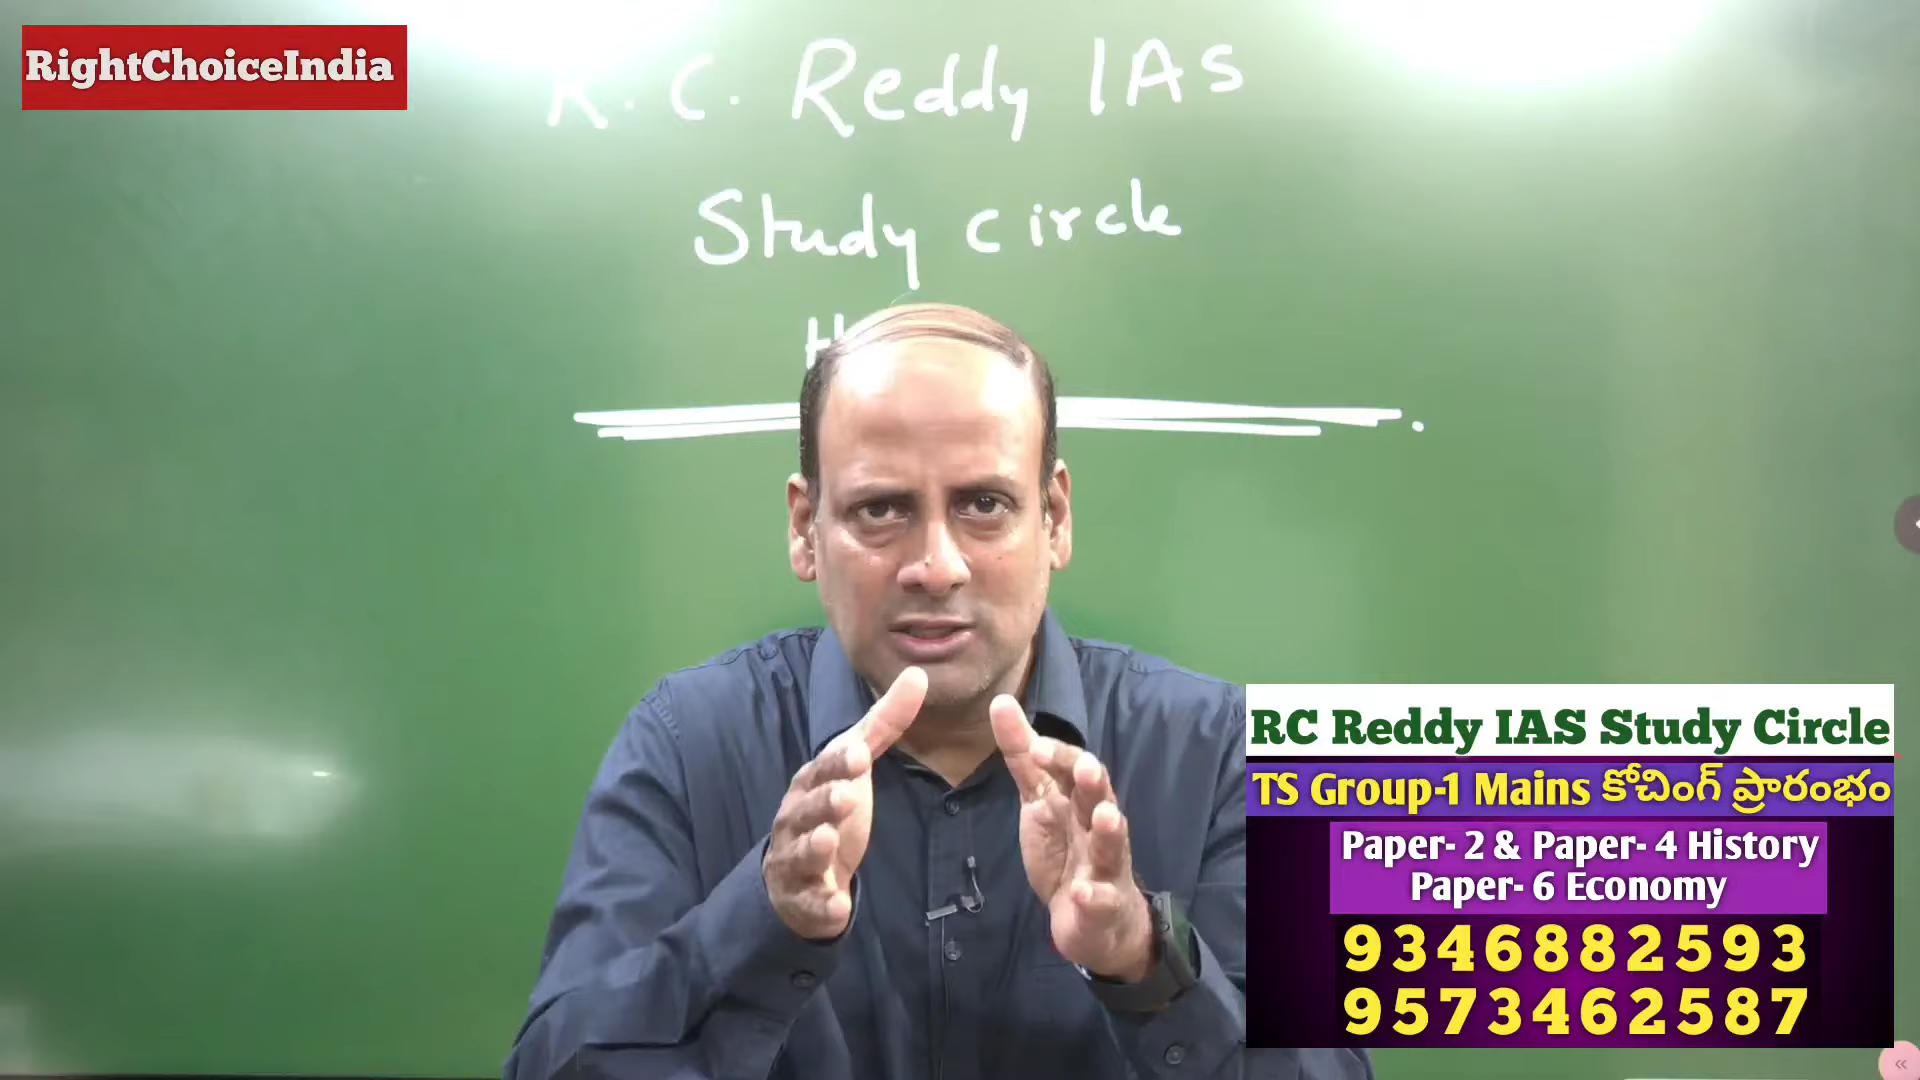 RightChoiceIndia
R. C. Reddy IAS
Study Circle
RC Reddy IAS Study Circle
TS Group-1 Mains కోచింగ్ ప్రారంభం
Paper- 2 & Paper- 4 History
Paper- 6 Economy
9346882593
9573462587